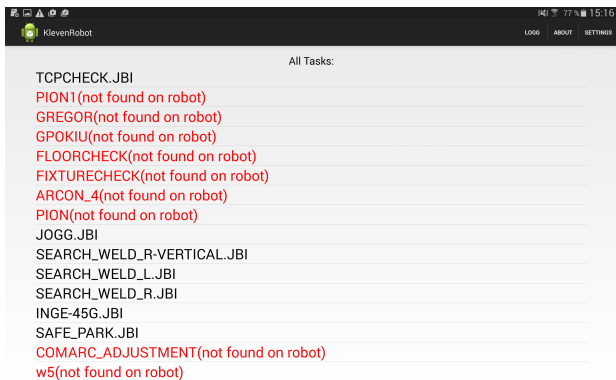 77 % 15:16
KlevenRobot LOGO ABOUT SETTINGS
All Tasks:
TCPCHECK.JBI
PION1(not found on robot)
GREGOR(not found on robot)
GPOKIU(not found on robot)
FLOORCHECK(not found on robot)
FIXTURECHECK(not found on robot)
ARCON_4(not found on robot)
PION(not found on robot)
JOGG.JBI
SEARCH_WELD_R-VERTICAL.JBI
SEARCH_WELD_L.JBI
SEARCH_WELD_R.JBI
INGE-45G.JBI
SAFE_PARK.JBI
COMARC_ADJUSTMENT(not found on robot)
w5(not found on robot)